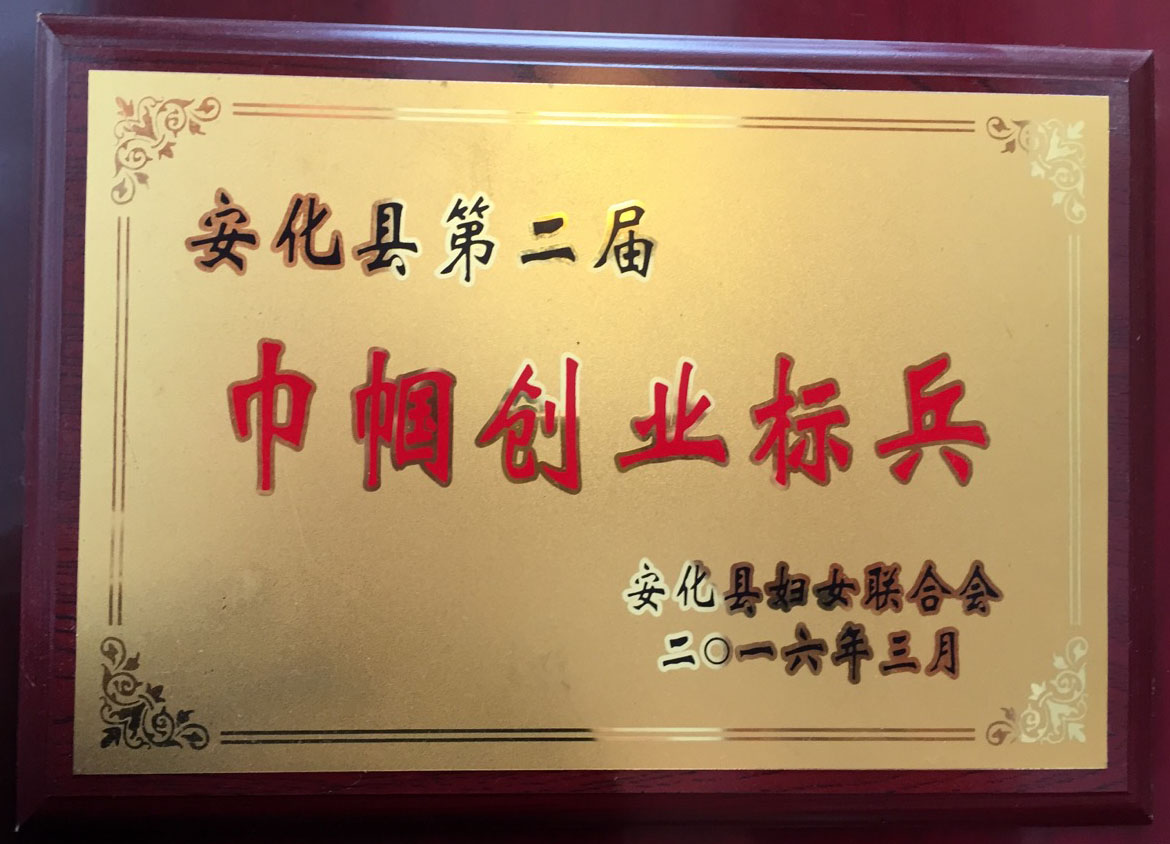 安化县第二届
巾帼创业标兵
安化县妇女联合会
二〇一六年三月